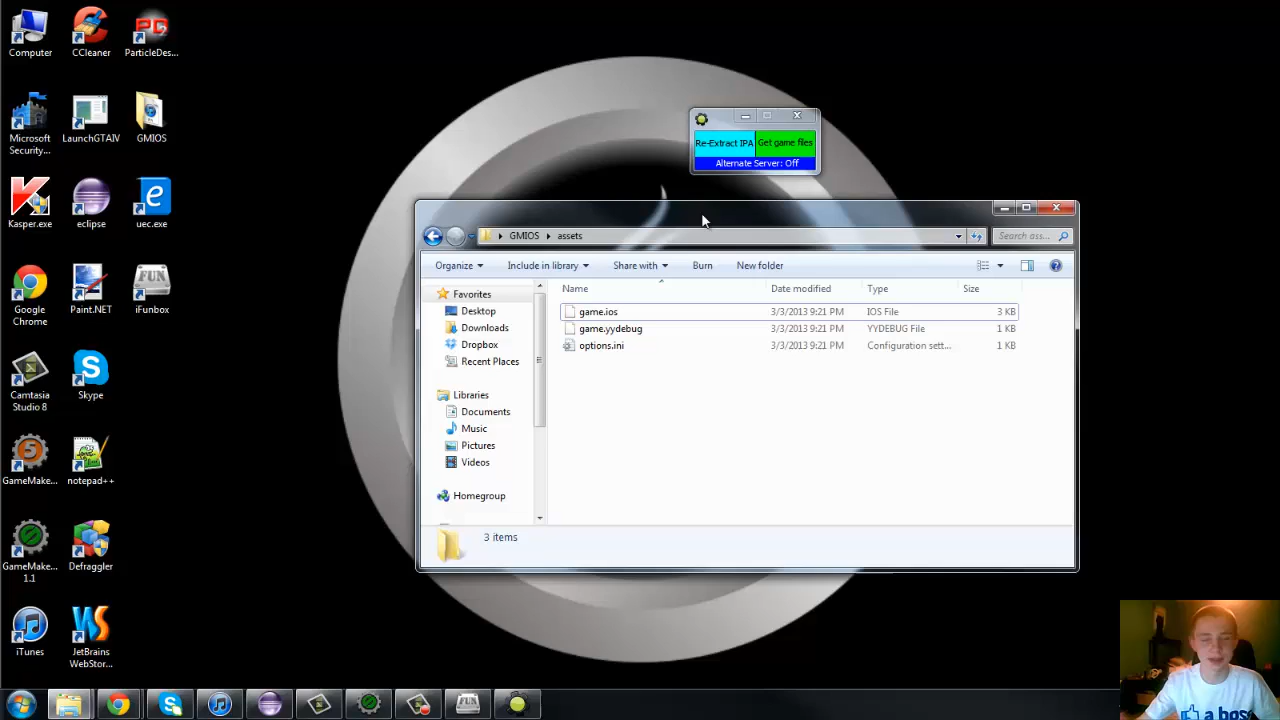 Computer
CCleaner
ParticleDes...
Microsoft Security...
LaunchGTAIV
GMIOS
Kasper.exe
eclipse
uec.exe
Google Chrome
Paint.NET
iFunbox
Camtasia Studio 8
Skype
GameMake...
notepad++
GameMake... 1.1
Defraggler
iTunes
JetBrains WebStor...
Re-Extract IPA
Get game files
Alternate Server: Off
GMIOS
assets
Search ass...
Organize
Include in library
Share with
Burn
New folder
Name
Date modified
Type
Size
game.ios
3/3/2013 9:21 PM
IOS File
3 KB
game.yydebug
3/3/2013 9:21 PM
YYDEBUG File
1 KB
options.ini
3/3/2013 9:21 PM
Configuration sett...
1 KB
Favorites
Desktop
Downloads
Dropbox
Recent Places
Libraries
Documents
Music
Pictures
Videos
Homegroup
3 items
FUN
FUN
a boss